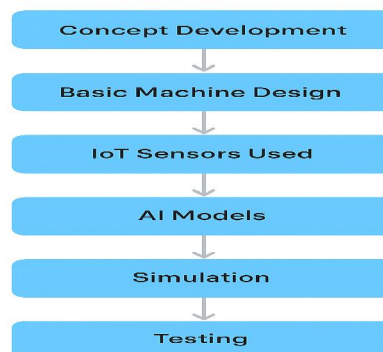 Concept Development
Basic Machine Design
IoT Sensors Used
AI Models
Simulation
Testing